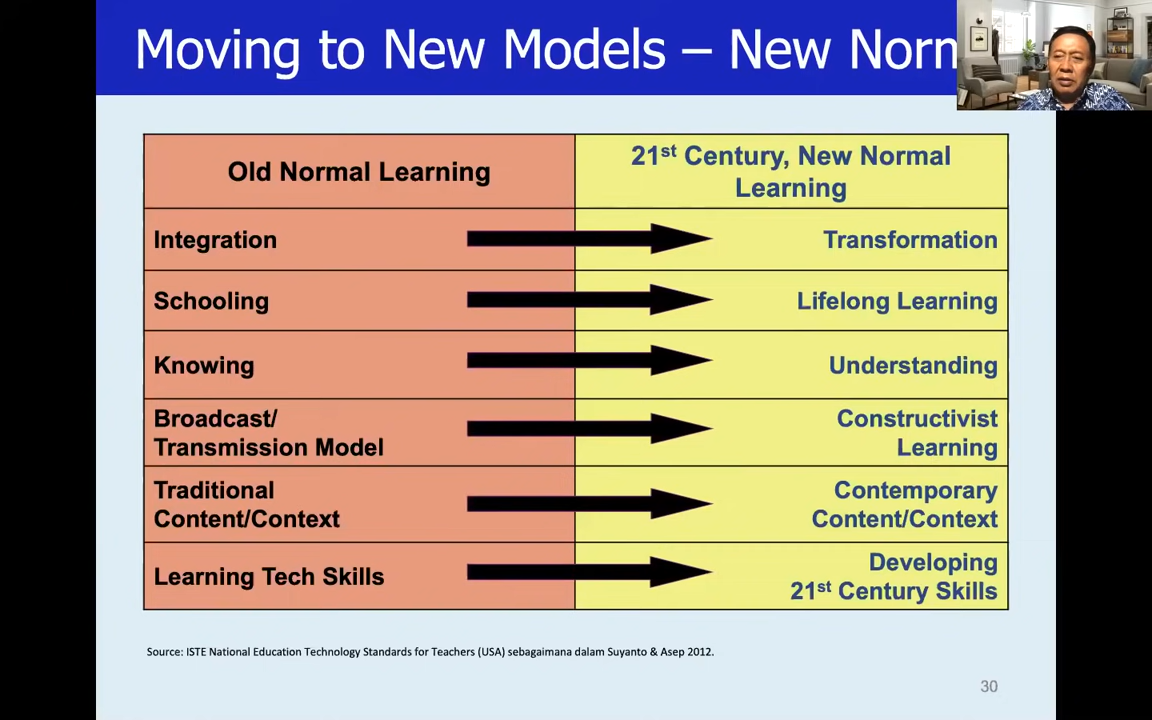 Moving to New Models – New Norm
Old Normal Learning
21st Century, New Normal
Learning
Integration
Transformation
Schooling
Lifelong Learning
Knowing
Understanding
Broadcast/
Transmission Model
Constructivist
Learning
Traditional
Content/Context
Contemporary
Content/Context
Learning Tech Skills
Developing
21st Century Skills
Source: ISTE National Education Technology Standards for Teachers (USA) sebagaimana dalam Suyanto & Asep 2012.
30